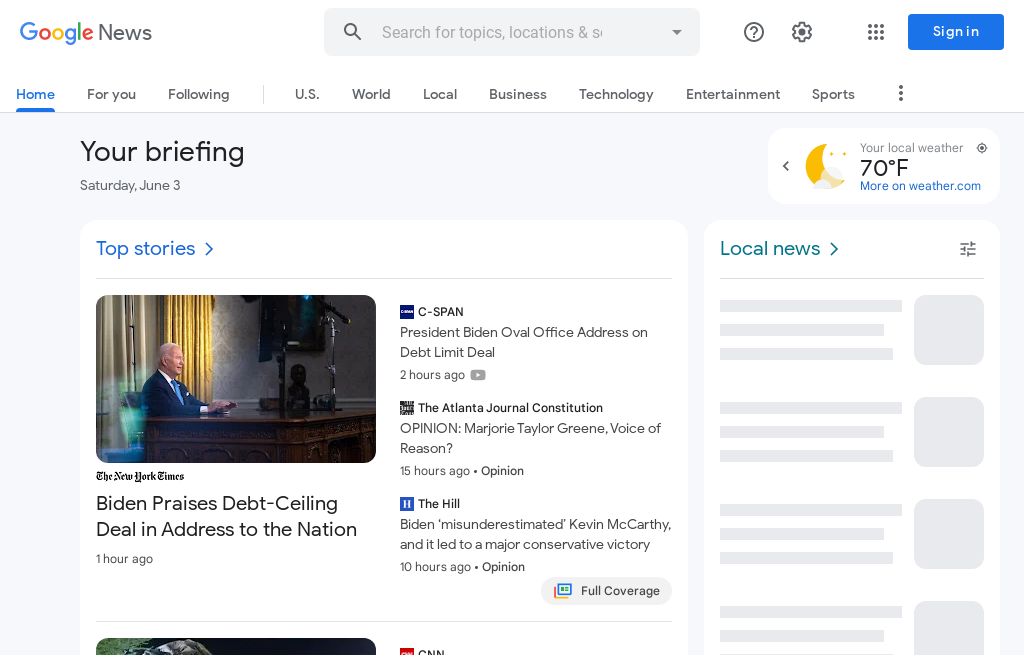 Google News
Search for topics, locations & so
Sign in
Home
For you
Following
U.S.
World
Local
Business
Technology
Entertainment
Sports
Your briefing
Saturday, June 3
Your local weather
70°F
More on weather.com
Top stories
Local news
The New York Times
Biden Praises Debt-Ceiling
Deal in Address to the Nation
1 hour ago
C-SPAN
C-SPAN
President Biden Oval Office Address on
Debt Limit Deal
2 hours ago
The Atlanta Journal Constitution
OPINION: Marjorie Taylor Greene, Voice of
Reason?
15 hours ago • Opinion
H
The Hill
Biden ‘misunderestimated’ Kevin McCarthy,
and it led to a major conservative victory
10 hours ago • Opinion
Full Coverage
CNN